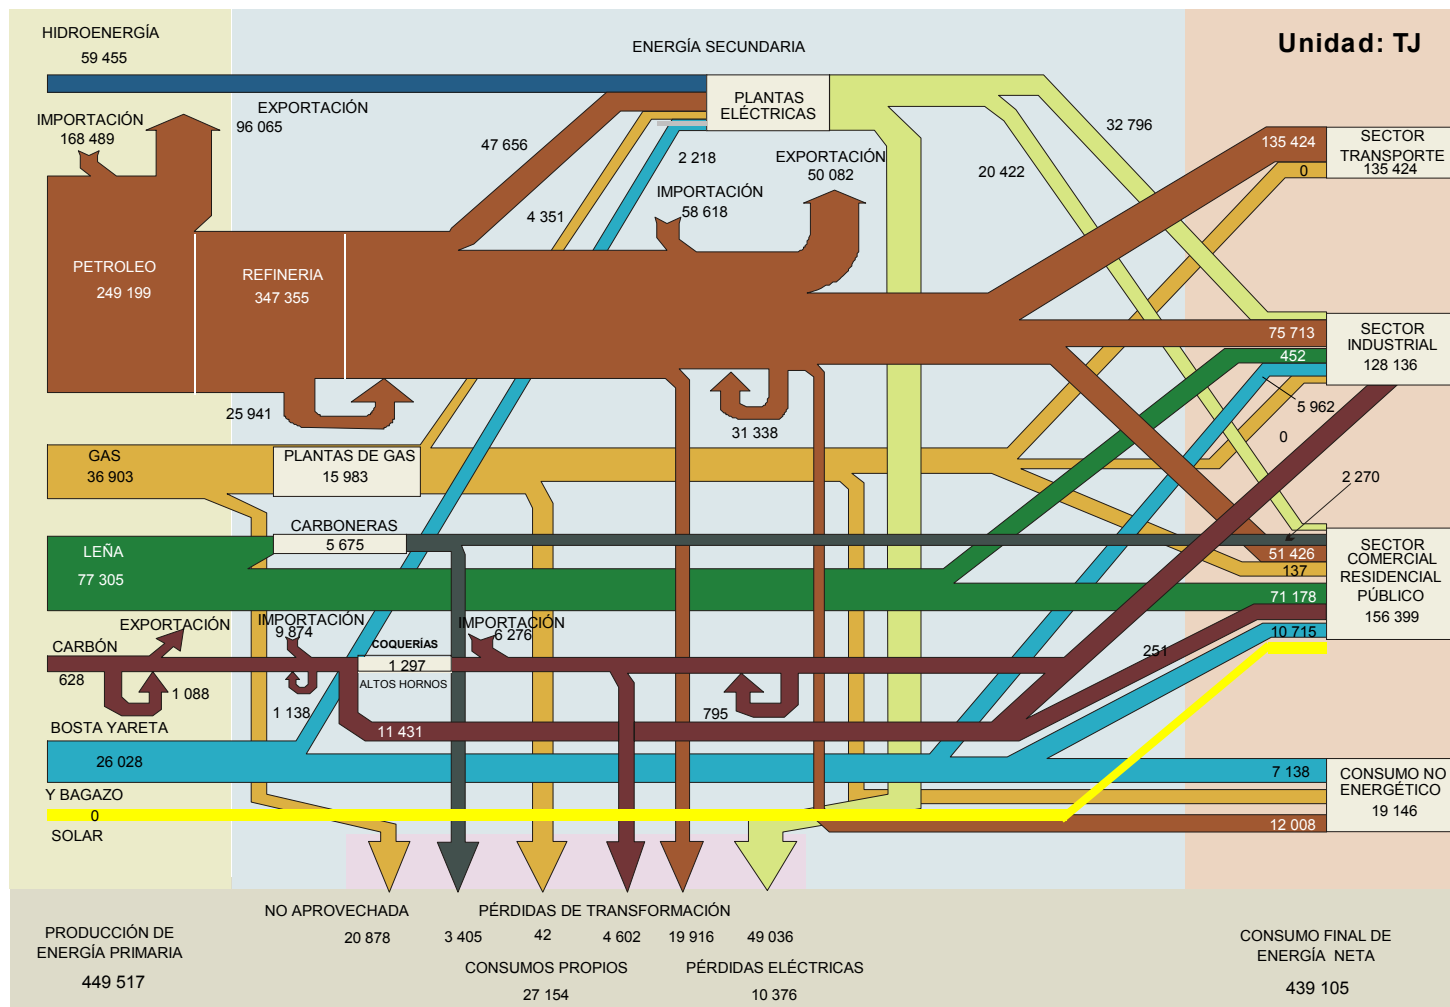 HIDROENERGÍA
59 455
ENERGÍA SECUNDARIA
Unidad: TJ
EXPORTACIÓN
96 065
IMPORTACIÓN
168 489
PLANTAS
ELÉCTRICAS
47 656
2 218
4 351
EXPORTACIÓN
50 082
IMPORTACIÓN
58 618
20 422
32 796
135 424
0
SECTOR
TRANSPORTE
135 424
PETROLEO
249 199
REFINERIA
347 355
75 713
452
SECTOR
INDUSTRIAL
128 136
25 941
31 338
5 962
0
GAS
36 903
PLANTAS DE GAS
15 983
2 270
CARBONERAS
5 675
LEÑA
77 305
51 426
137
71 178
10 715
SECTOR
COMERCIAL
RESIDENCIAL
PÚBLICO
156 399
EXPORTACIÓN
IMPORTACIÓN
9 874
IMPORTACIÓN
6 276
CARBÓN
628
1 088
COQUERÍAS
1 297
ALTOS HORNOS
251
1 138
795
11 431
BOSTA YARETA
26 028
Y BAGAZO
0
SOLAR
7 138
12 008
CONSUMO NO
ENERGÉTICO
19 146
NO APROVECHADA
20 878
PÉRDIDAS DE TRANSFORMACIÓN
3 405
42
4 602
19 916
49 036
CONSUMOS PROPIOS
27 154
PÉRDIDAS ELÉCTRICAS
10 376
PRODUCCIÓN DE
ENERGÍA PRIMARIA
449 517
CONSUMO FINAL DE
ENERGÍA NETA
439 105